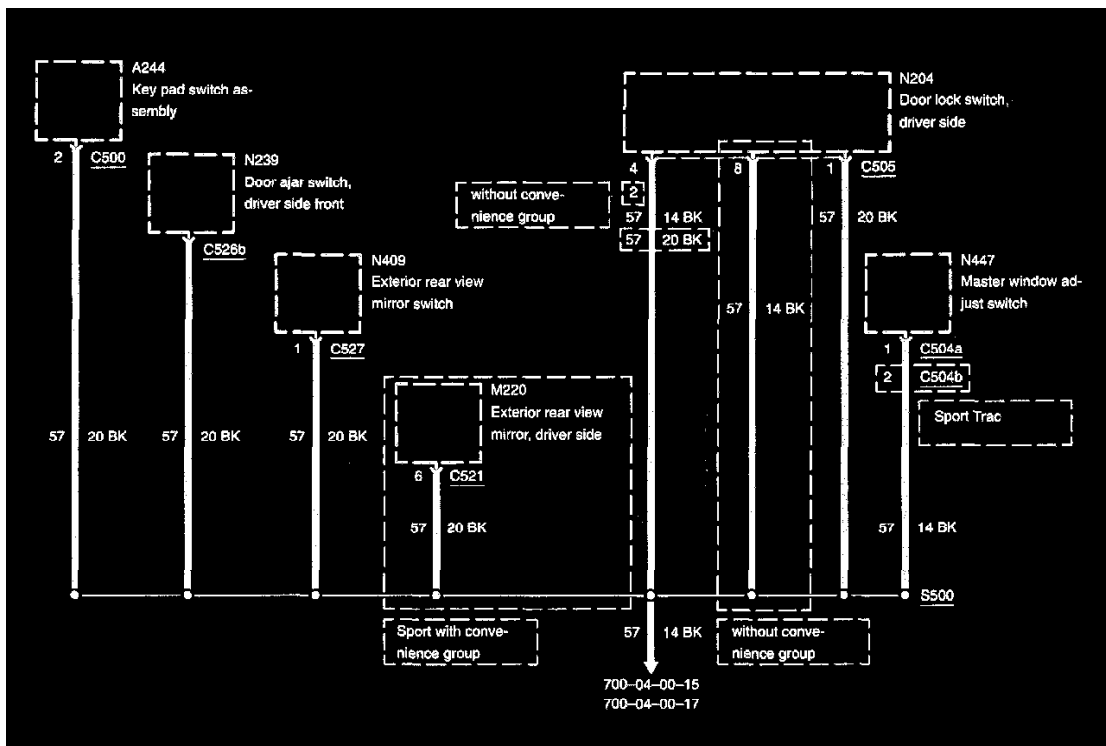 A244
Key pad switch as-
sembly
2 C500
N239
Door ajar switch,
driver side front
C526b
N409
Exterior rear view
mirror switch
1 C527
M220
Exterior rear view
mirror, driver side
6 C521
57 20 BK
57 20 BK
57 20 BK
57 20 BK
Sport with conve-
nience group
N204
Door lock switch,
driver side
4
8
1 C505
without conve-
nience group
2
57 14 BK
57 20 BK
57 14 BK
57 20 BK
N447
Master window ad-
just switch
1 C504a
2 C504b
Sport Trac
57 14 BK
S500
57 14 BK
without conve-
nience group
700-04-00-15
700-04-00-17